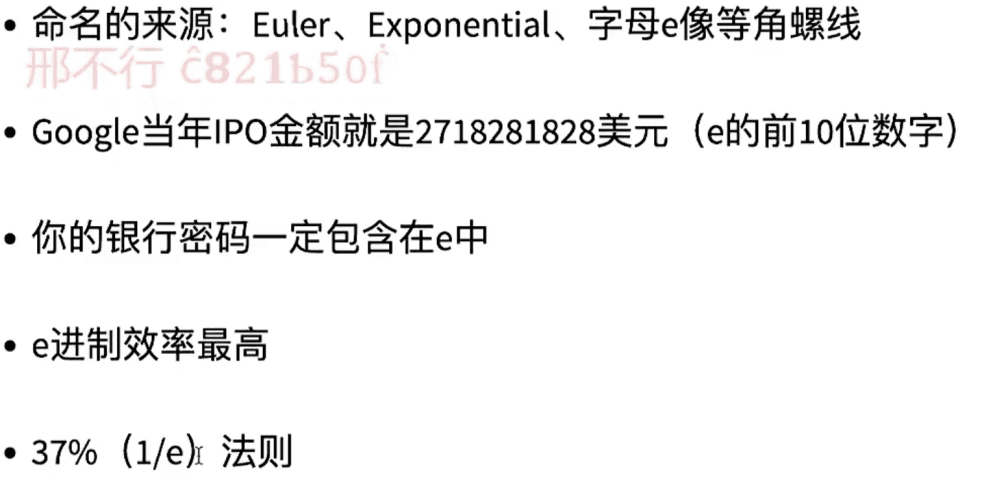 • 命名的来源：Euler、Exponential、字母e像等角螺线
邢不行
• Google当年IPO金额就是2718281828美元（e的前10位数字）
• 你的银行密码一定包含在e中
• e进制效率最高
• 37%（1/e）法则